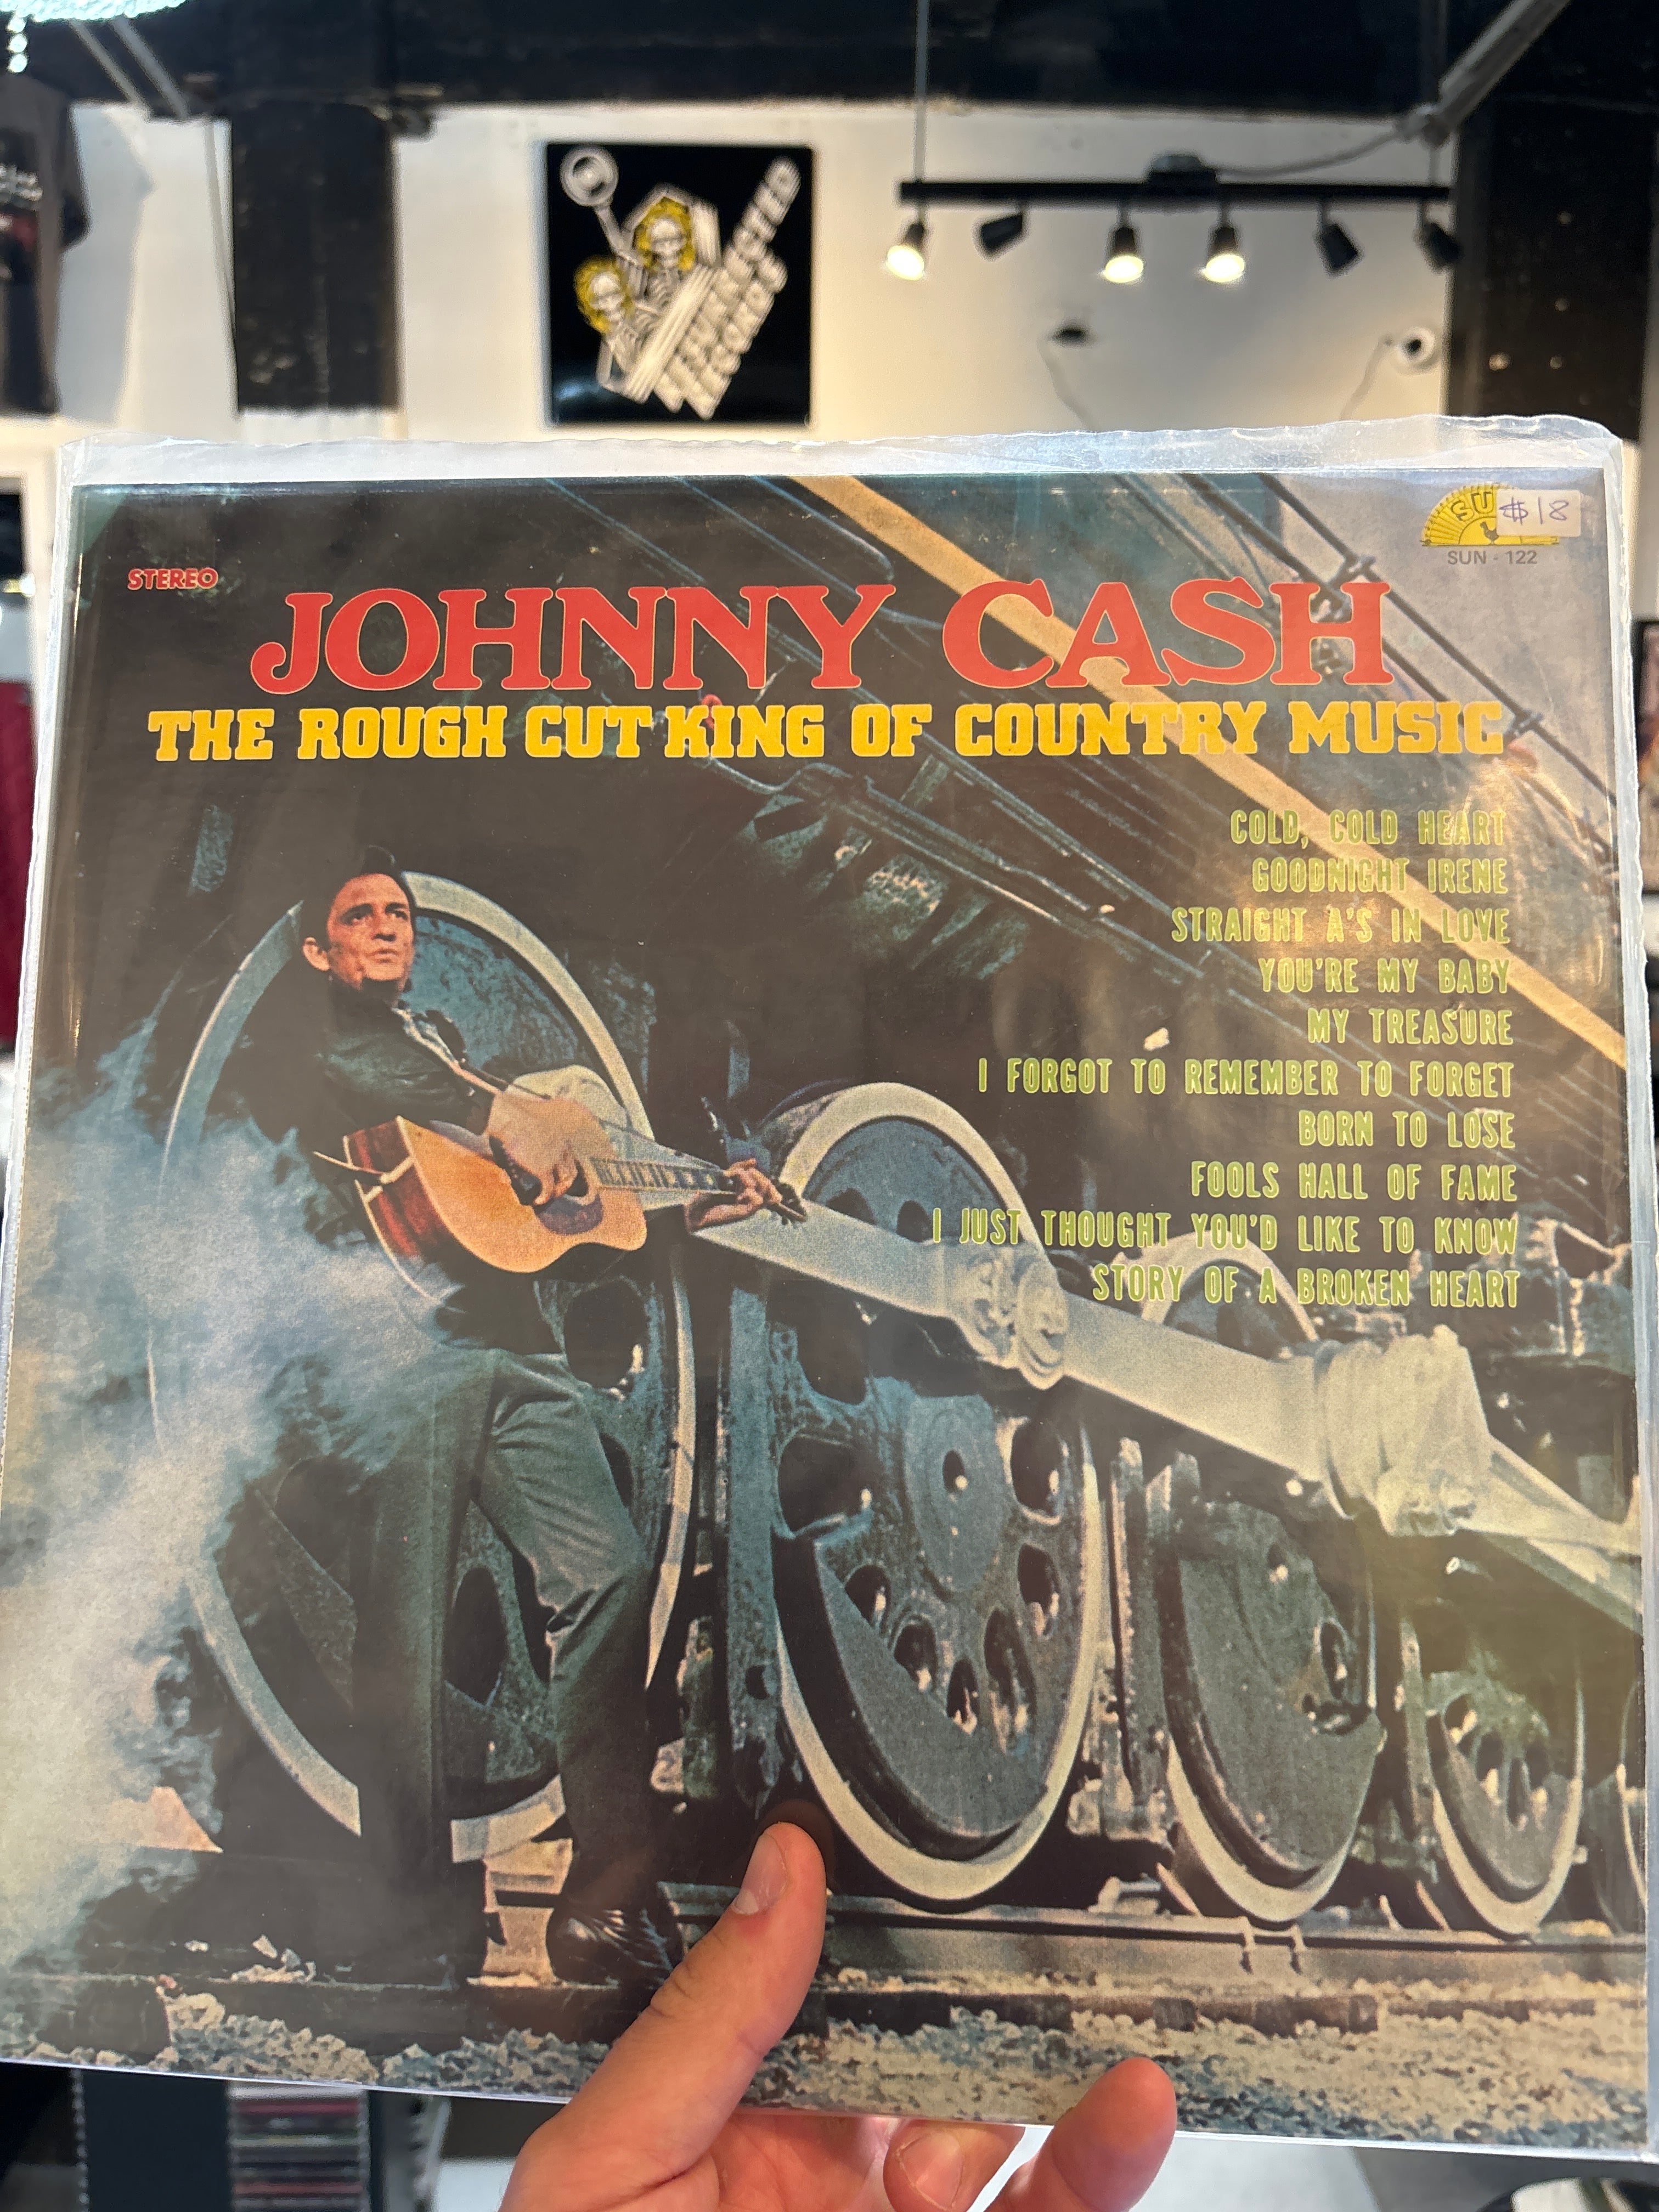 STEREO
SU
$18
SUN - 122
JOHNNY CASH
THE ROUGH CUT KING OF COUNTRY MUSIC
COLD, COLD HEART
GOODNIGHT IRENE
STRAIGHT A'S IN LOVE
YOU'RE MY BABY
MY TREASURE
I FORGOT TO REMEMBER TO FORGET
BORN TO LOSE
FOOLS HALL OF FAME
I JUST THOUGHT YOU'D LIKE TO KNOW
STORY OF A BROKEN HEART